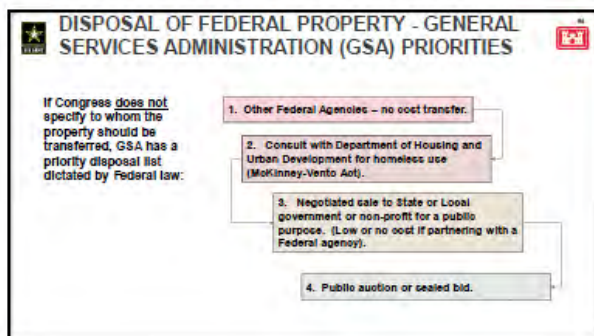 DISPOSAL OF FEDERAL PROPERTY - GENERAL
SERVICES ADMINISTRATION (GSA) PRIORITIES
If Congress does not
specify to whom the
property should be
transferred, GSA has a
priority disposal list
dictated by Federal law:
1. Other Federal Agencies – no cost transfer.
2. Consult with Department of Housing and
Urban Development for homeless use
(McKinney-Vento Act).
3. Negotiated sale to State or Local
government or non-profit for a public
purpose. (Low or no cost if partnering with a
Federal agency).
4. Public auction or sealed bid.